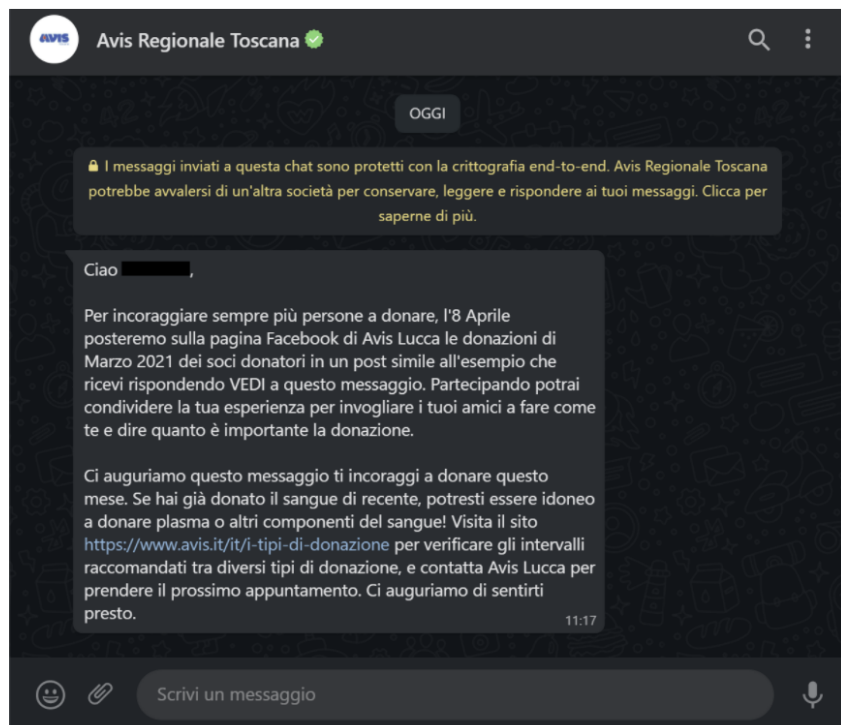 AVIS
Avis Regionale Toscana
OGGI
I messaggi inviati a questa chat sono protetti con la crittografia end-to-end. Avis Regionale Toscana
potrebbe avvalersi di un'altra società per conservare, leggere e rispondere ai tuoi messaggi. Clicca per
saperne di più.
Ciao ,
Per incoraggiare sempre più persone a donare, l'8 Aprile
posteremo sulla pagina Facebook di Avis Lucca le donazioni di
Marzo 2021 dei soci donatori in un post simile all'esempio che
ricevi rispondendo VEDI a questo messaggio. Partecipando potrai
condividere la tua esperienza per invogliare i tuoi amici a fare come
te e dire quanto è importante la donazione.
Ci auguriamo questo messaggio ti incoraggi a donare questo
mese. Se hai già donato il sangue di recente, potresti essere idoneo
a donare plasma o altri componenti del sangue! Visita il sito
https://www.avis.it/it/i-tipi-di-donazione per verificare gli intervalli
raccomandati tra diversi tipi di donazione, e contatta Avis Lucca per
prendere il prossimo appuntamento. Ci auguriamo di sentirti
presto.
11:17
Scrivi un messaggio